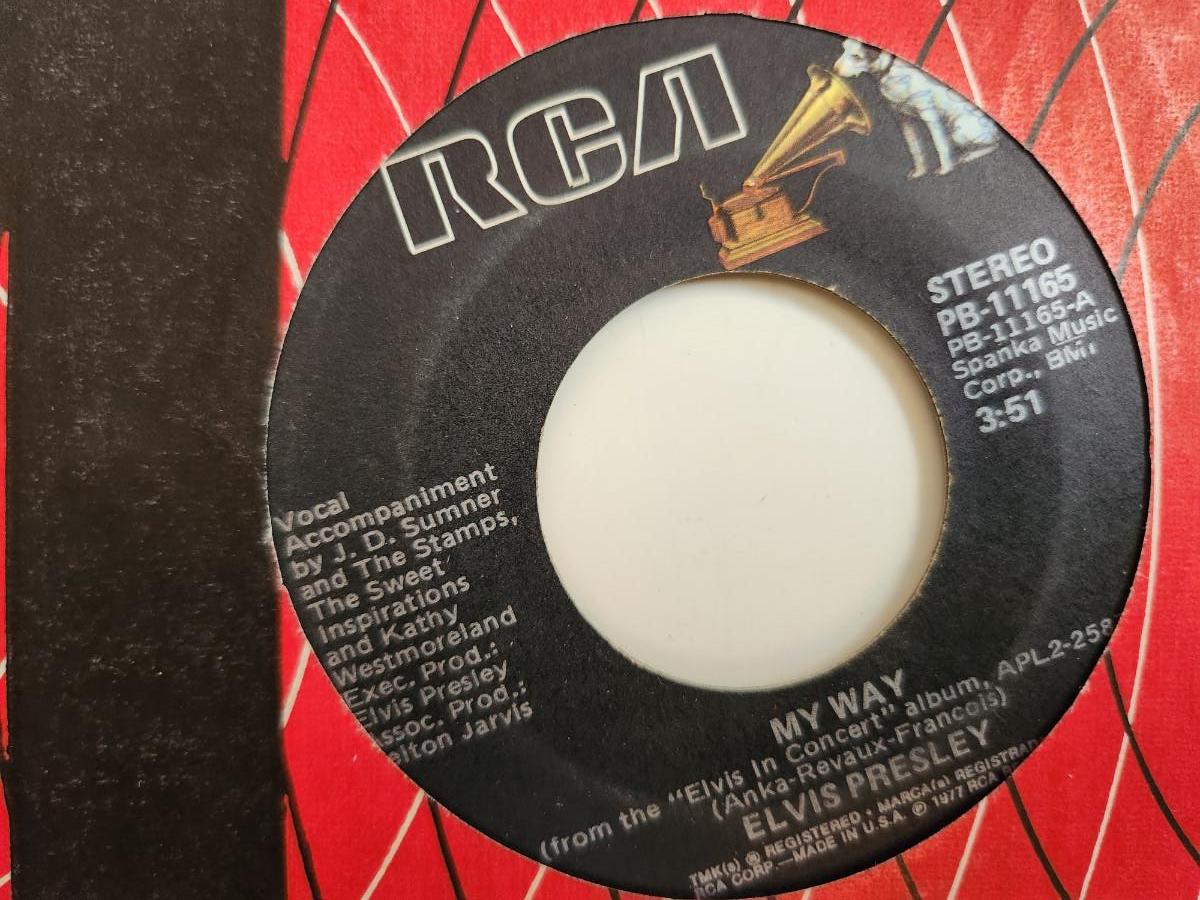 RCA
STEREO
PB-11165
PB-1165-A
Spanka Music
Corp., BMI
3:51
Vocal
Accompaniment
by J. D. Sumner
and The Stamps,
The Sweet
Inspirations
and Kathy
Westmoreland
Exec. Prod.:
Elvis Presley
Assoc. Prod.:
Felton Jarvis
MY WAY
(from the "Elvis In Concert" album, APL2-258
(Anka-Revaux-Francois)
ELVIS PRESLEY
TMK(s) ® REGISTERED • MARCA(s) REGISTRAD
RCA CORP.—MADE IN U.S.A. ℗ 1977 RCA